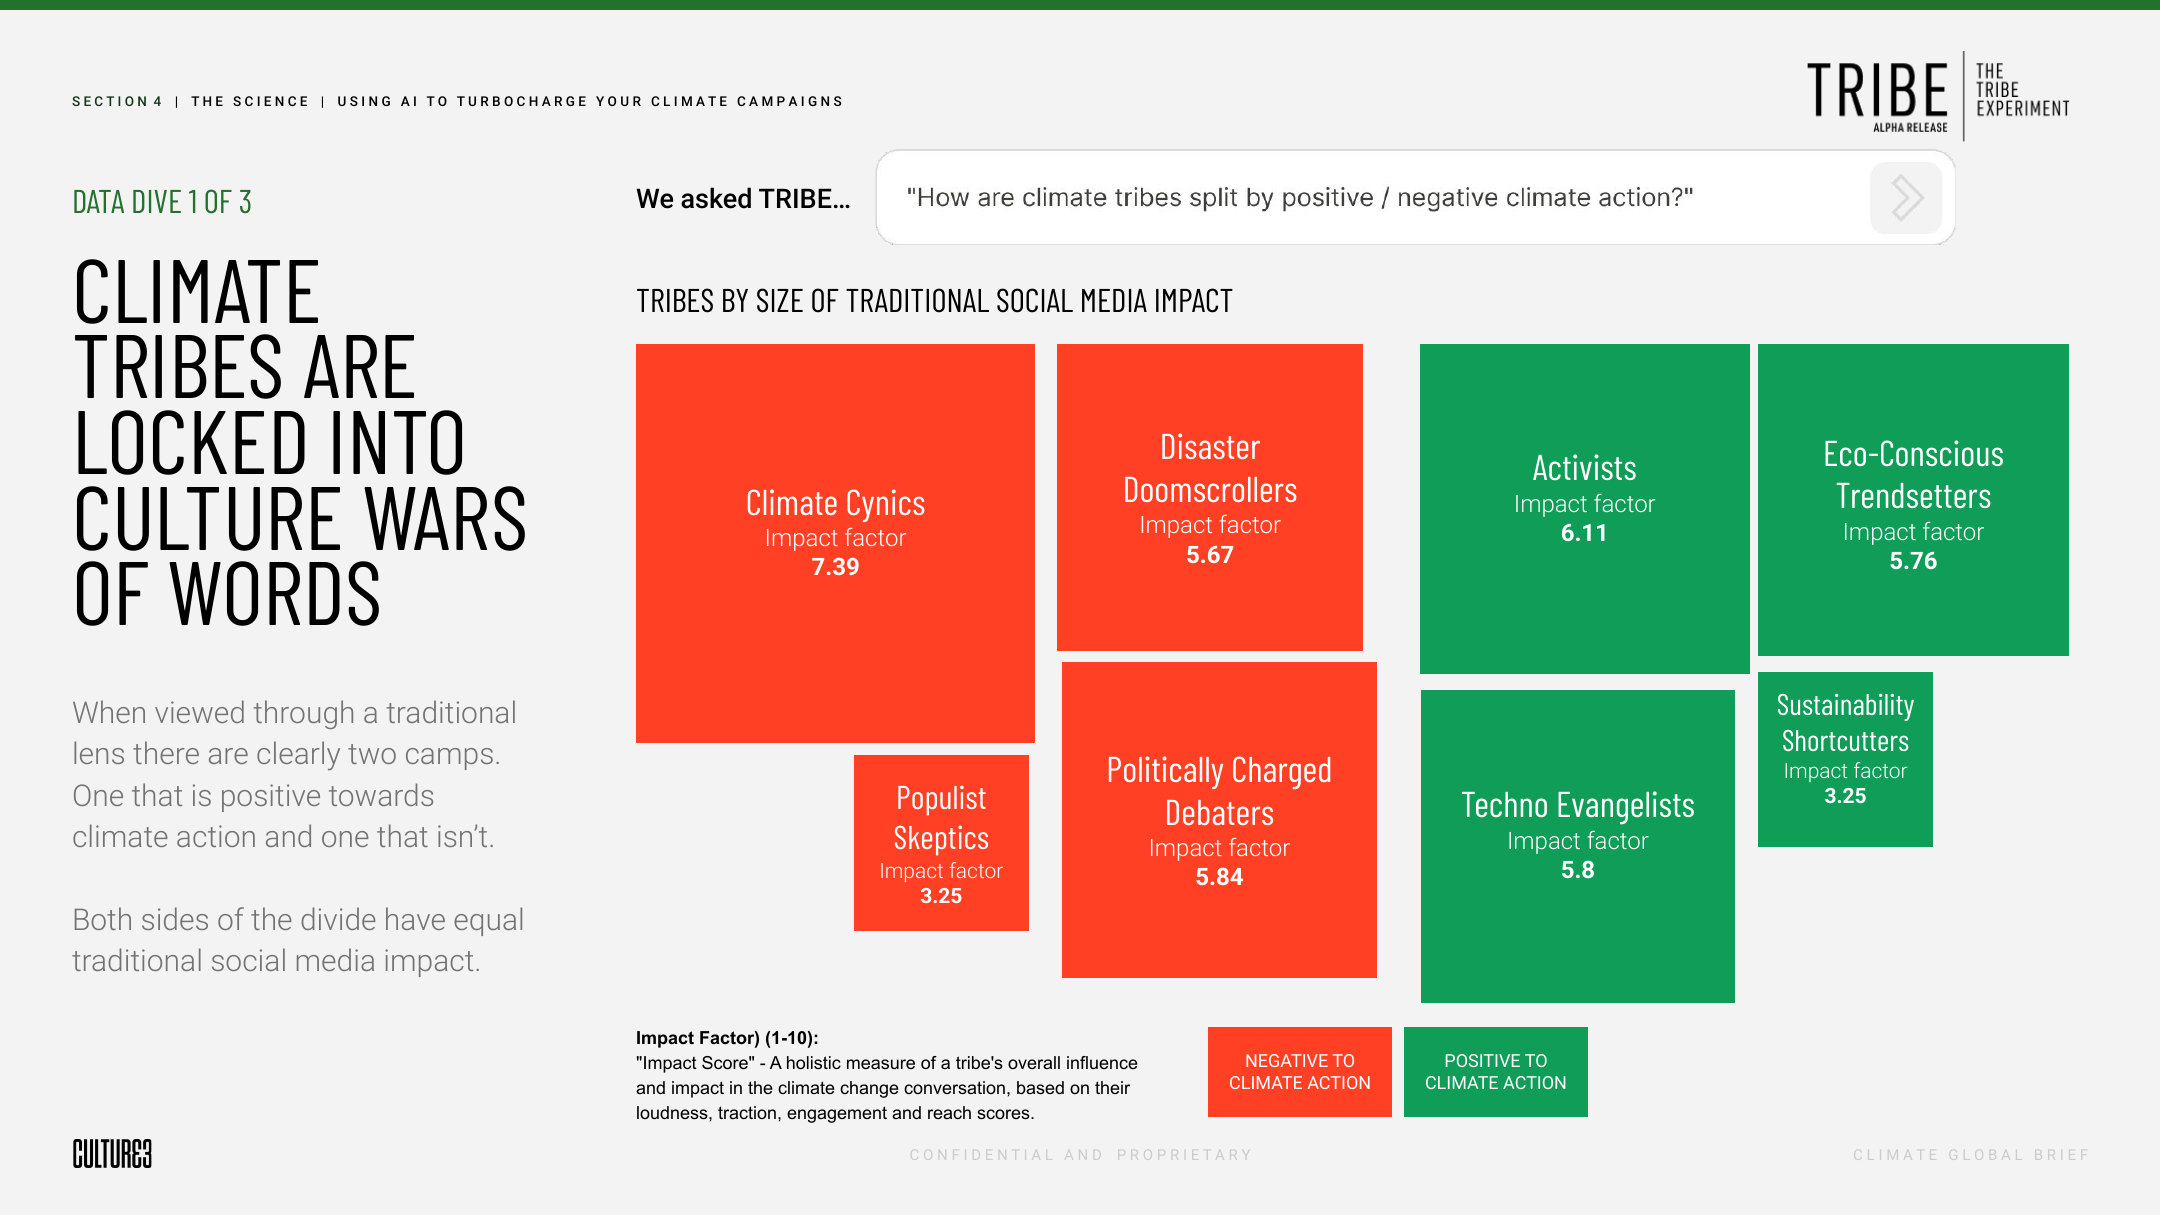 SECTION 4 | THE SCIENCE | USING AI TO TURBOCHARGE YOUR CLIMATE CAMPAIGNS
TRIBE
ALPHA RELEASE
THE
TRIBE
EXPERIMENT
DATA DIVE 1 OF 3
CLIMATE
TRIBES ARE
LOCKED INTO
CULTURE WARS
OF WORDS
When viewed through a traditional
lens there are clearly two camps.
One that is positive towards
climate action and one that isn’t.
Both sides of the divide have equal
traditional social media impact.
We asked TRIBE...
"How are climate tribes split by positive / negative climate action?"
TRIBES BY SIZE OF TRADITIONAL SOCIAL MEDIA IMPACT
Climate Cynics
Impact factor
7.39
Disaster
Doomscrollers
Impact factor
5.67
Populist
Skeptics
Impact factor
3.25
Politically Charged
Debaters
Impact factor
5.84
Activists
Impact factor
6.11
Eco-Conscious
Trendsetters
Impact factor
5.76
Techno Evangelists
Impact factor
5.8
Sustainability
Shortcutters
Impact factor
3.25
Impact Factor) (1-10):
"Impact Score" - A holistic measure of a tribe's overall influence
and impact in the climate change conversation, based on their
loudness, traction, engagement and reach scores.
NEGATIVE TO
CLIMATE ACTION
POSITIVE TO
CLIMATE ACTION
CULTURE3
CONFIDENTIAL AND PROPRIETARY
CLIMATE GLOBAL BRIEF